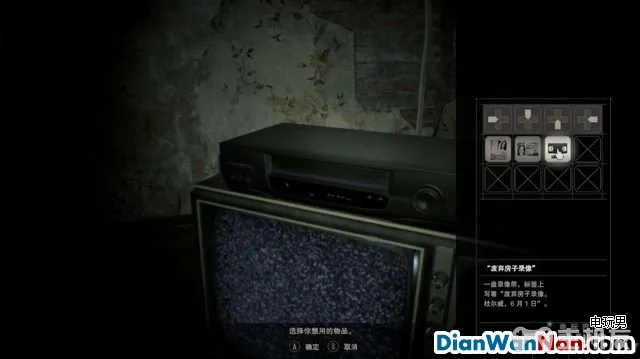 "废弃房子录像"
一盘录像带，标签上
写着"废弃房子录像。
杜尔威，6月1日"。
选择你想用的物品。
A 确定 B 取消
电玩男
DianWanNan.com